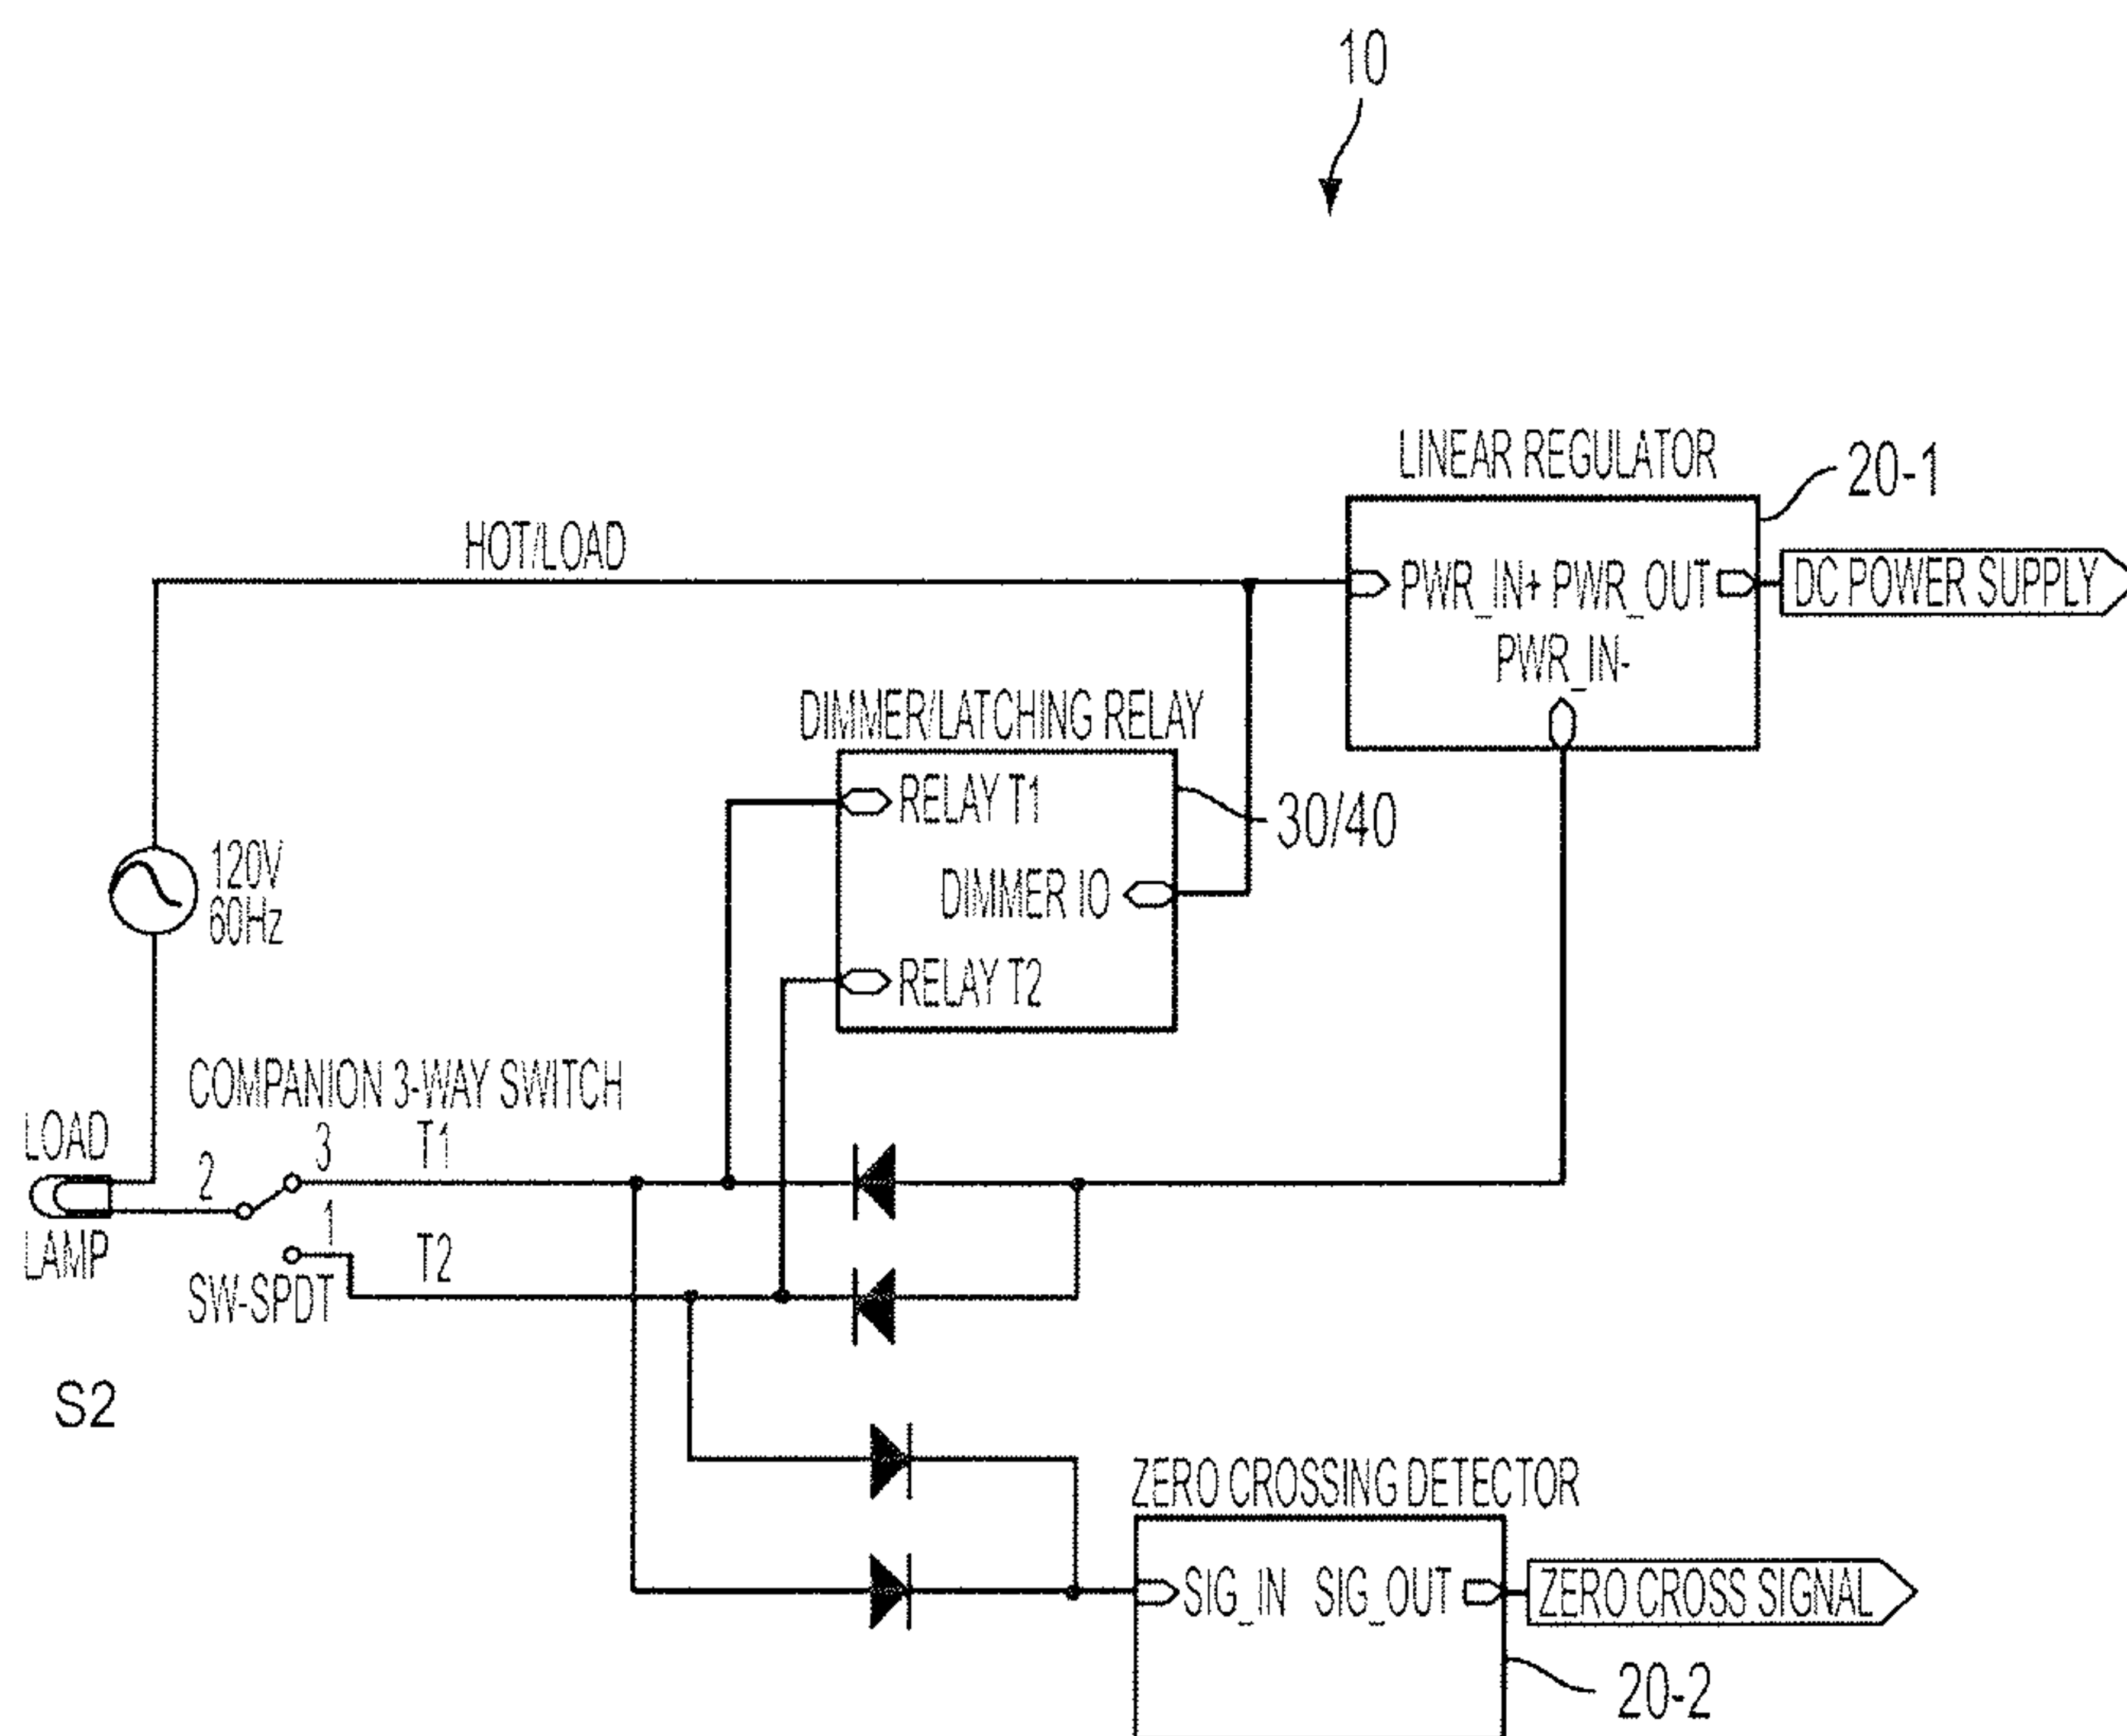 10
LINEAR REGULATOR
20-1
HOT/LOAD
PWR_IN+ PWR_OUT
DC POWER SUPPLY
PWR_IN-
DIMMER/LATCHING RELAY
RELAY T1
30/40
120V
60Hz
DIMMER IO
RELAY T2
COMPANION 3-WAY SWITCH
LOAD
3
T1
2
1
LAMP
T2
SW-SPDT
S2
ZERO CROSSING DETECTOR
SIG_IN SIG_OUT
ZERO CROSS SIGNAL
20-2